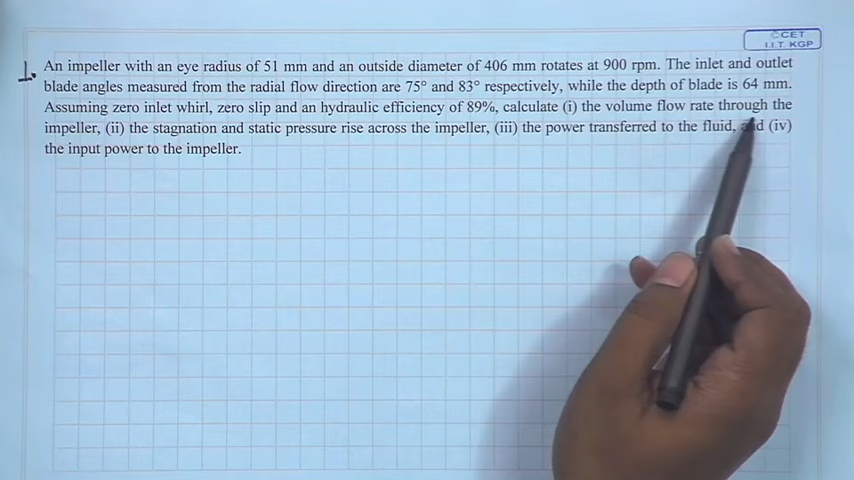 ©CET
I.I.T. KGP
1. An impeller with an eye radius of 51 mm and an outside diameter of 406 mm rotates at 900 rpm. The inlet and outlet
blade angles measured from the radial flow direction are 75° and 83° respectively, while the depth of blade is 64 mm.
Assuming zero inlet whirl, zero slip and an hydraulic efficiency of 89%, calculate (i) the volume flow rate through the
impeller, (ii) the stagnation and static pressure rise across the impeller, (iii) the power transferred to the fluid, and (iv)
the input power to the impeller.